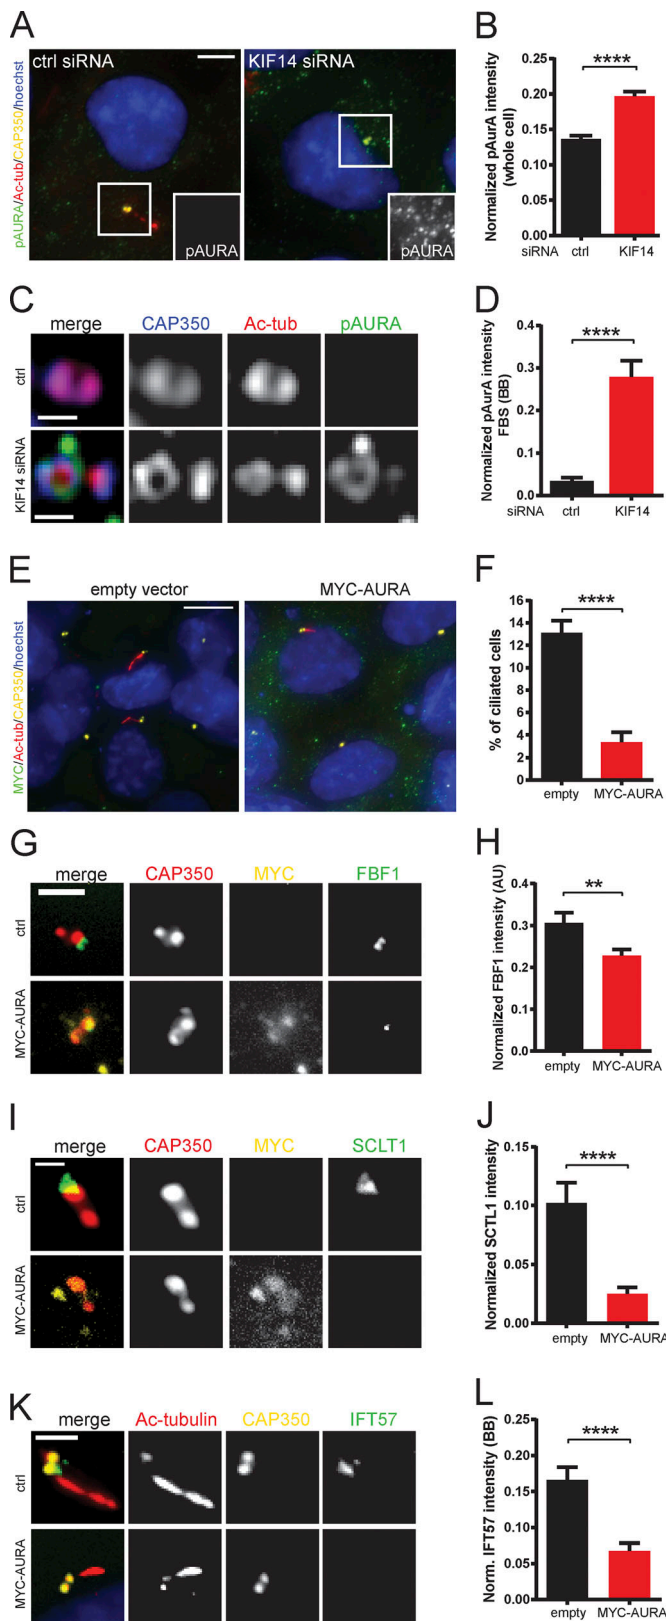 A
ctrl siRNA
KIF14 siRNA
pAURA/Ac-tub/CAP350/hoechst
pAURA
pAURA
B
****
Normalized pAurA intensity
(whole cell)
0.25
0.20
0.15
0.10
0.05
0.00
siRNA ctrl KIF14
C
merge CAP350 Ac-tub pAURA
ctrl
KIF14 siRNA
D
****
Normalized pAurA intensity
FBS (BB)
0.4
0.3
0.2
0.1
0.0
siRNA ctrl KIF14
E
empty vector MYC-AURA
MYC/Ac-tub/CAP350/hoechst
F
****
% of ciliated cells
16
14
12
10
8
6
4
2
0
empty MYC-AURA
G
merge CAP350 MYC FBF1
ctrl
MYC-AURA
H
**
Normalized FBF1 intensity (AU)
0.4
0.3
0.2
0.1
0.0
empty MYC-AURA
I
merge CAP350 MYC SCLT1
ctrl
MYC-AURA
J
****
Normalized SCTL1 intensity
0.15
0.10
0.05
0.00
empty MYC-AURA
K
merge Ac-tubulin CAP350 IFT57
ctrl
MYC-AURA
L
****
Norm. IFT57 intensity (BB)
0.25
0.20
0.15
0.10
0.05
0.00
empty MYC-AURA